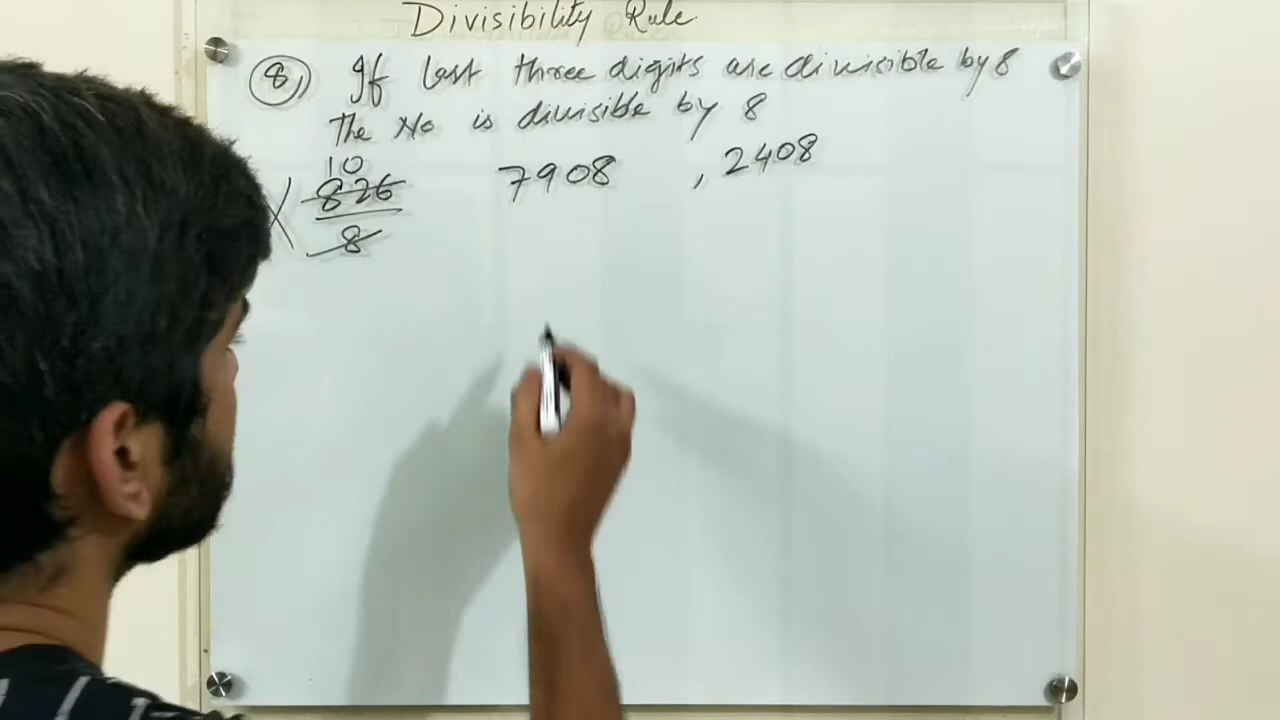 Divisibility Rule
8) If last three digits are divisible by 8
The No is divisible by 8
10
826 7908 , 2408
8